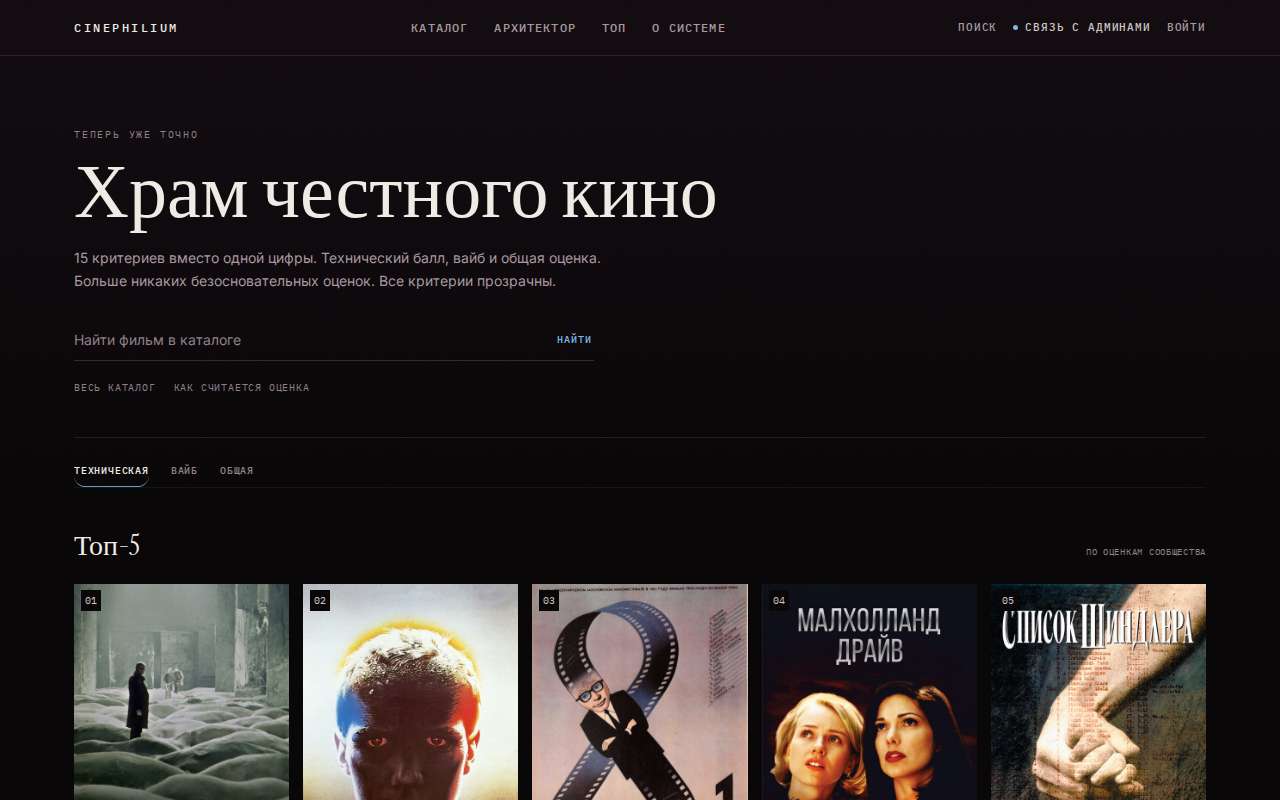 CINEPHILIUM
КАТАЛОГ АРХИТЕКТОР ТОП О СИСТЕМЕ
ПОИСК СВЯЗЬ С АДМИНАМИ ВОЙТИ
ТЕПЕРЬ УЖЕ ТОЧНО
Храм честного кино
15 критериев вместо одной цифры. Технический балл, вайб и общая оценка.
Больше никаких безосновательных оценок. Все критерии прозрачны.
Найти фильм в каталоге НАЙТИ
ВЕСЬ КАТАЛОГ КАК СЧИТАЕТСЯ ОЦЕНКА
ТЕХНИЧЕСКАЯ ВАЙБ ОБЩАЯ
Топ-5
ПО ОЦЕНКАМ СООБЩЕСТВА
01
02
03
04
МАЛХОЛЛАНД
ДРАЙВ
05
СПИСОК ШИНДЛЕРА